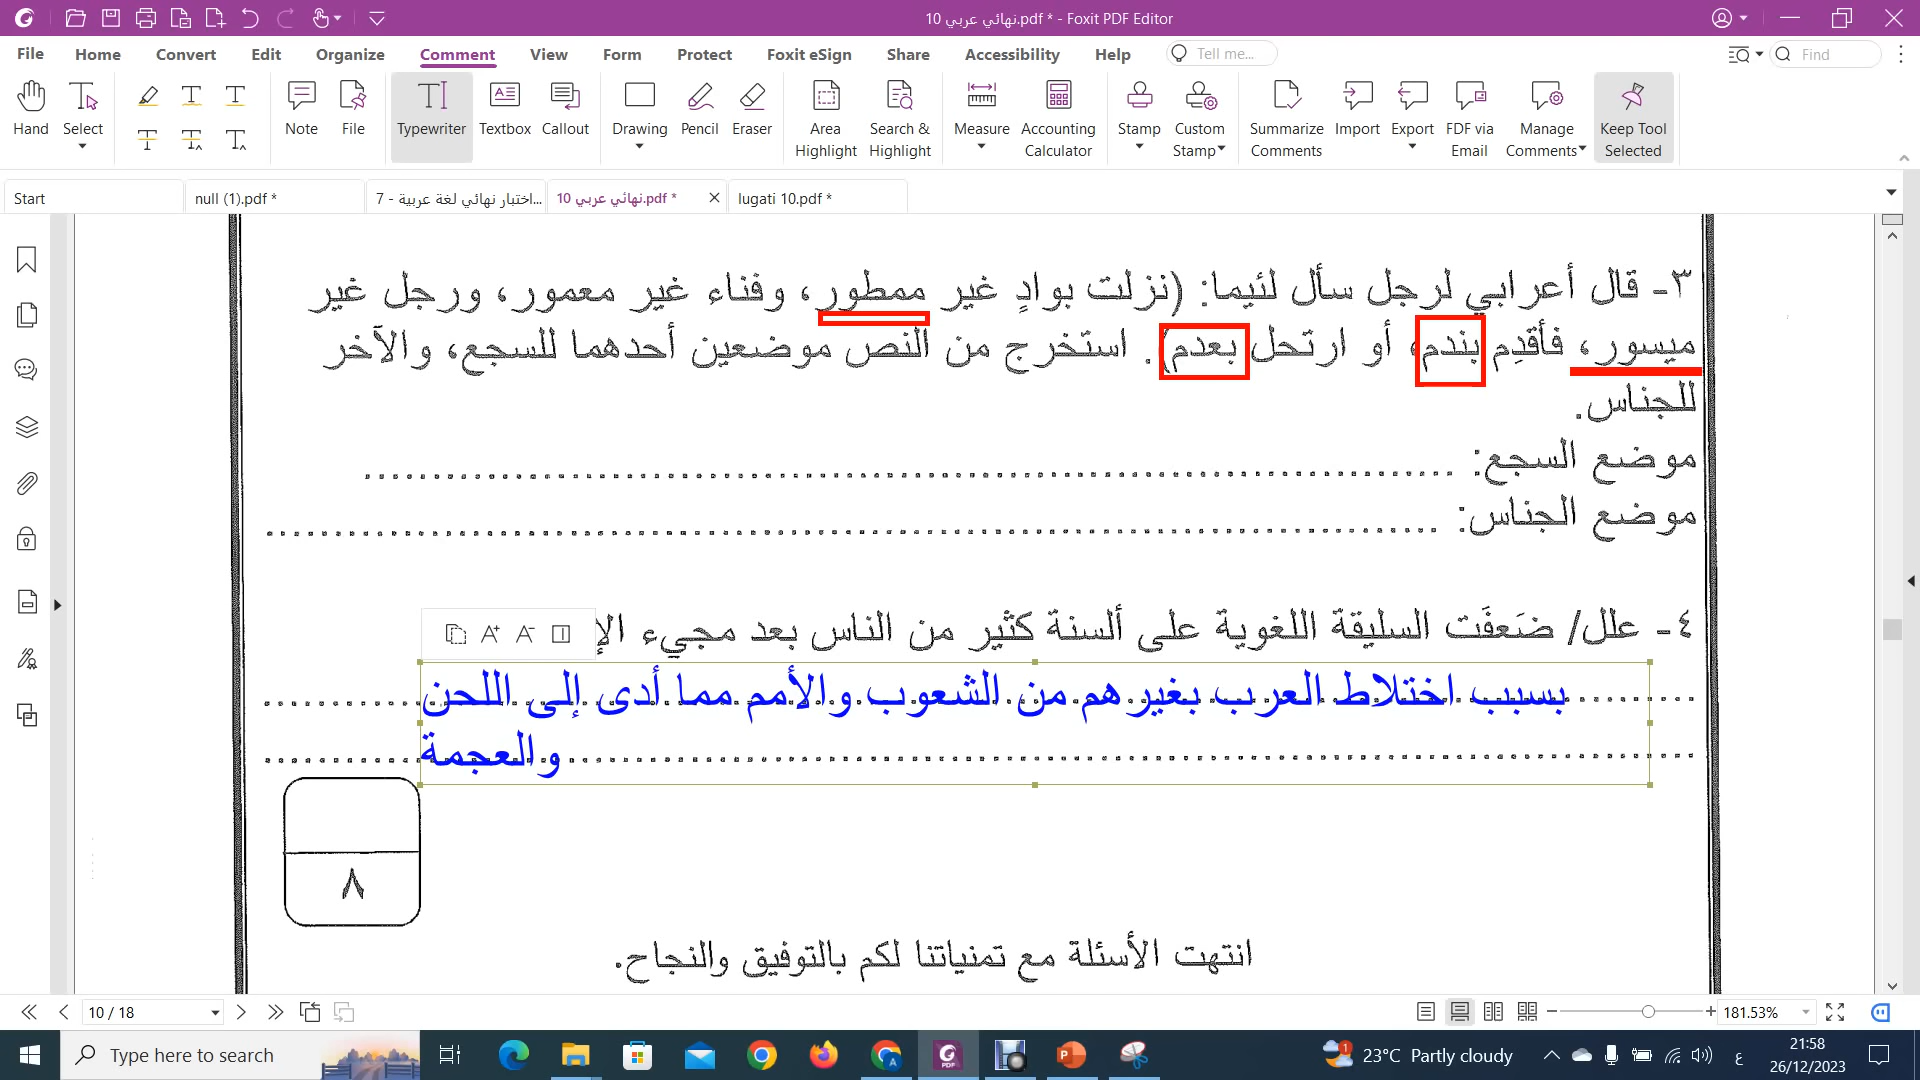 نهائي عربي 10.pdf * - Foxit PDF Editor
File Home Convert Edit Organize Comment View Form Protect Foxit eSign Share Accessibility Help Tell me... Find
Hand Select Note File Typewriter Textbox Callout Drawing Pencil Eraser Area Highlight Search & Highlight Measure Accounting Calculator Stamp Custom Stamp Summarize Comments Import Export FDF via Email Manage Comments Keep Tool Selected
Start null (1).pdf * اختبار نهائي لغة عربية - 7... نهائي عربي 10.pdf * lugati 10.pdf *
٣- قال أعرابي لرجل سأل لئيما: (نزلت بوادٍ غير ممطور، وفناء غير معمور، ورجل غير
ميسور، فأقدِم بندم، أو ارتحل بعدم). استخرج من النص موضعين أحدهما للسجع، والآخر
للجناس.
موضع السجع:
موضع الجناس:
٤- علل/ ضَعفَت السليقة اللغوية على ألسنة كثير من الناس بعد مجيء
A+ A-
بسبب اختلاط العرب بغيرهم من الشعوب والأمم مما أدى إلى اللحن
والعجمة
٨
انتهت الأسئلة مع تمنياتنا لكم بالتوفيق والنجاح.
10 / 18 181.53%
Type here to search 23°C Partly cloudy ع 21:58
26/12/2023